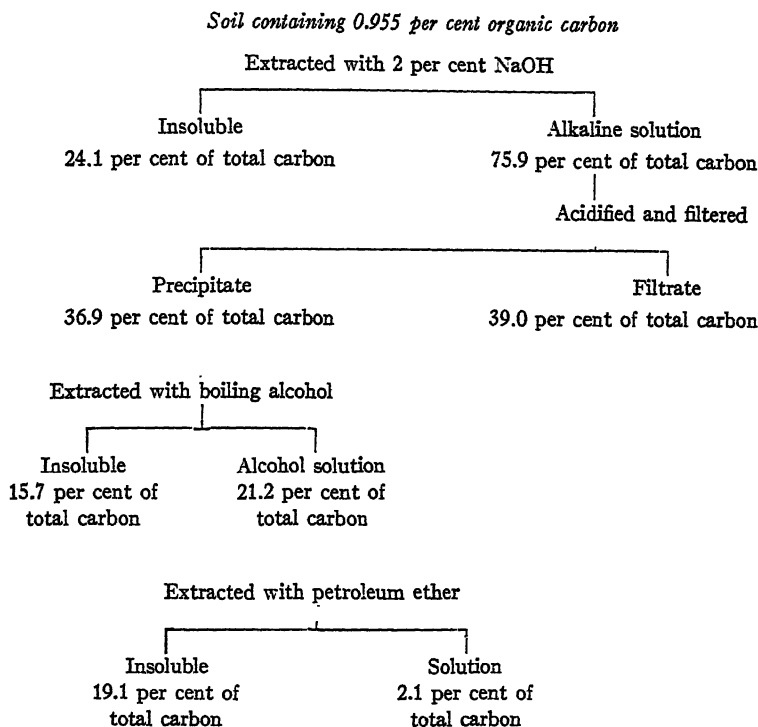 Soil containing 0.955 per cent organic carbon
Extracted with 2 per cent NaOH
Insoluble
24.1 per cent of total carbon
Alkaline solution
75.9 per cent of total carbon
Acidified and filtered
Precipitate
36.9 per cent of total carbon
Filtrate
39.0 per cent of total carbon
Extracted with boiling alcohol
Insoluble
15.7 per cent of
total carbon
Alcohol solution
21.2 per cent of
total carbon
Extracted with petroleum ether
Insoluble
19.1 per cent of
total carbon
Solution
2.1 per cent of
total carbon